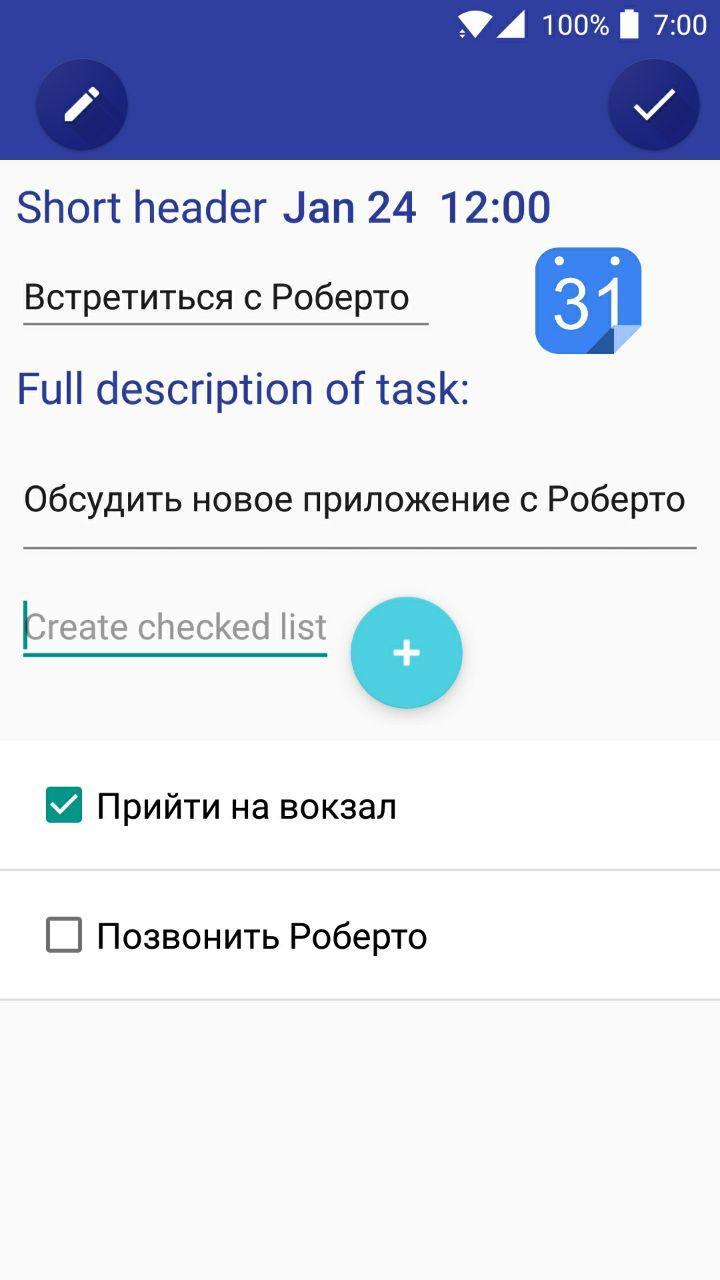 100% 7:00
Short header Jan 24 12:00
Встретиться с Роберто
31
Full description of task:
Обсудить новое приложение с Роберто
Create checked list
+
Прийти на вокзал
Позвонить Роберто